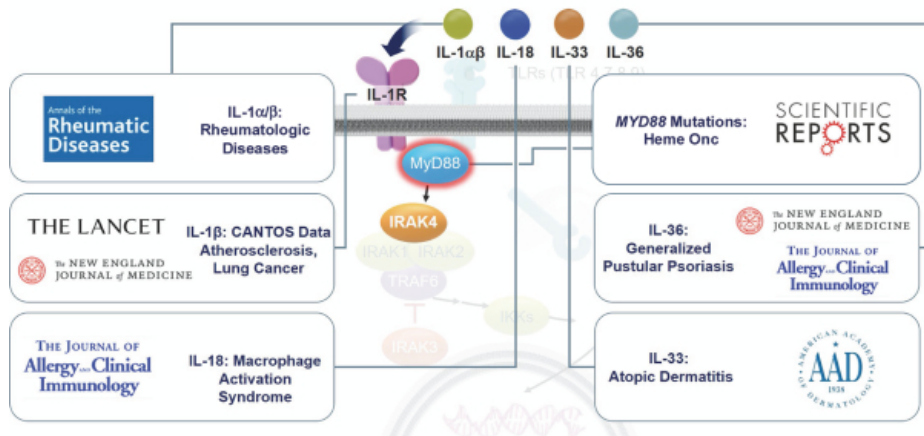 IL-1αβ IL-18 IL-33 IL-36
TLRs (TLR 4,7,8,9)
IL-1R
Annals of the
Rheumatic
Diseases
IL-1α/β:
Rheumatologic
Diseases
MYD88 Mutations:
Heme Onc
SCIENTIFIC
REPORTS
MyD88
IRAK4
IRAK1 IRAK2
TRAF6
IKKs
IRAK3
THE LANCET
The NEW ENGLAND
JOURNAL of MEDICINE
IL-1β: CANTOS Data
Atherosclerosis,
Lung Cancer
IL-36:
Generalized
Pustular Psoriasis
The NEW ENGLAND
JOURNAL of MEDICINE
THE JOURNAL OF
Allergy and Clinical
Immunology
THE JOURNAL OF
Allergy and Clinical
Immunology
IL-18: Macrophage
Activation
Syndrome
IL-33:
Atopic Dermatitis
AMERICAN ACADEMY
OF DERMATOLOGY
AAD
1938